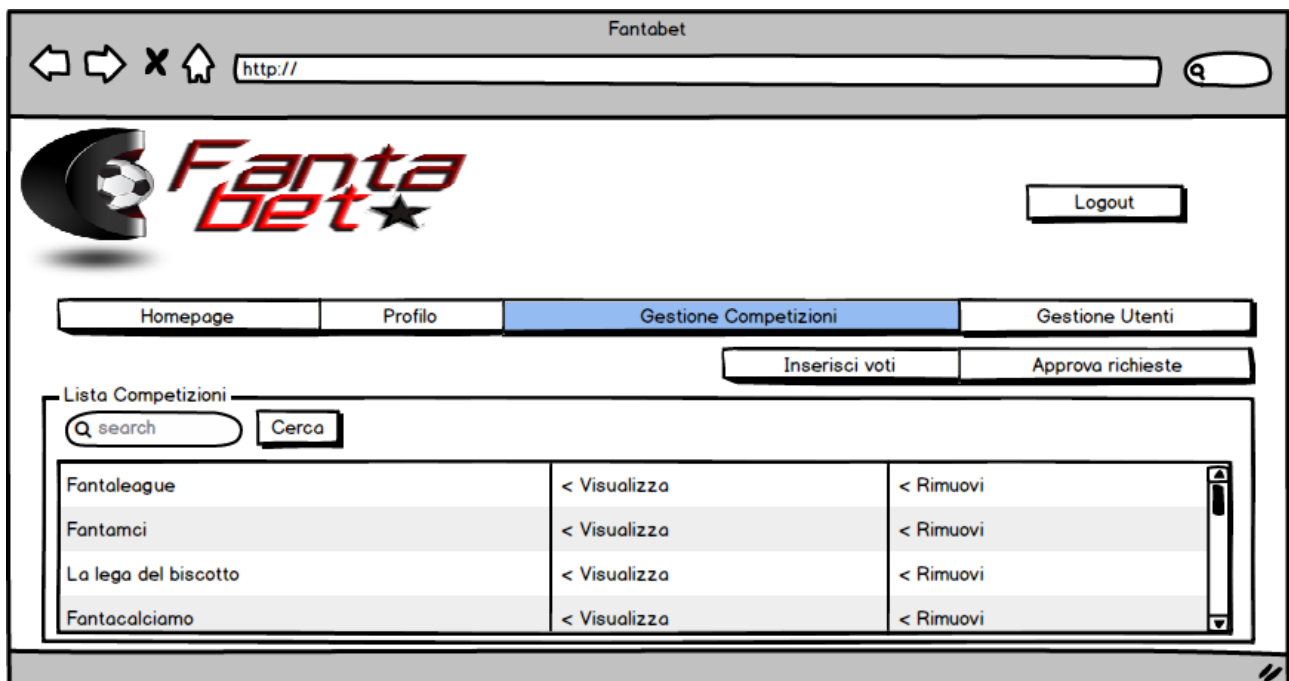 Fantabet
http://
Fanta
bet
Logout
Homepage Profilo Gestione Competizioni Gestione Utenti
Inserisci voti Approva richieste
Lista Competizioni
search Cerca
Fantaleague < Visualizza < Rimuovi
Fantamci < Visualizza < Rimuovi
La lega del biscotto < Visualizza < Rimuovi
Fantacalciamo < Visualizza < Rimuovi